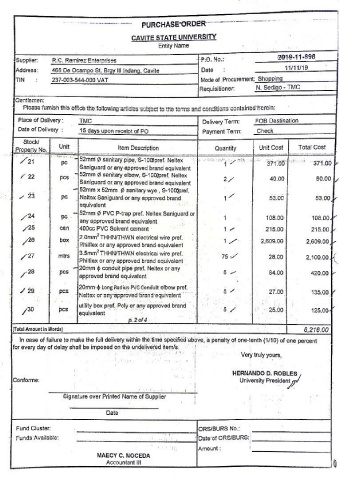 PURCHASE ORDER
CAVITE STATE UNIVERSITY
Entity Name
Supplier: R.C. Ramirez Enterprises P.O. No.: 2019-11-998
Address: 468 De Ocampo St. Brgy III Indang, Cavite Date : 11/11/19
TIN : 237-003-544-000 VAT Mode of Procurement: Shopping
Requisitioner: N. Serdigo - TMC
Gentlemen:
Please furnish this office the following articles subject to the terms and conditions contained herein:
Place of Delivery : TMC Delivery Term: FOB Destination
Date of Delivery : 15 days upon receipt of PO Payment Term: Check
Stock/ Property No. Unit Item Description Quantity Unit Cost Total Cost
21 pc 52mm ø sanitary pipe, S-1000pref. Neltex Saniguard or any approved brand equivalent 1 371.00 371.00
22 pcs 52mm ø sanitary elbow, S-1000pref. Neltex Saniguard or any approved brand equivalent 2 40.00 80.00
23 pc 52mm x 52mm ø sanitary wye , S-1000pref. Neltex Saniguard or any approved brand equivalent 1 53.00 53.00
24 pc 52mm Ø PVC P-trap pref. Neltex Saniguard or any approved brand equivalent 1 108.00 108.00
25 can 400cc PVC Solvent cement 1 215.00 215.00
26 box 2.0mm² THHN/THWN electrical wire pref. Philflex or any approved brand equivalent 1 2,609.00 2,609.00
27 mtrs 3.5mm² THHN/THWN electrical wire pref. Philflex or any approved brand equivalent 75 28.00 2,100.00
28 pcs 20mm ø conduit pipe pref. Neltex or any approved brand equivalent 5 84.00 420.00
29 pcs 20mm ø Long Radius PVC Conduit elbow pref. Neltex or any approved brand equivalent 5 27.00 135.00
30 pcs utility box pref. Poly or any approved brand equivalent 5 25.00 125.00
p. 2 of 4
(Total Amount in Words) 6,216.00
In case of failure to make the full delivery within the time specified above, a penalty of one-tenth (1/10) of one percent
for every day of delay shall be imposed on the undelivered item/s.
Very truly yours,
Conforme: HERNANDO D. ROBLES
University President
Signature over Printed Name of Supplier
Date
Fund Cluster: ORS/BURS No.:
Funds Available: Date of ORS/BURS:
Amount :
MAECY C. NOCEDA
Accountant III